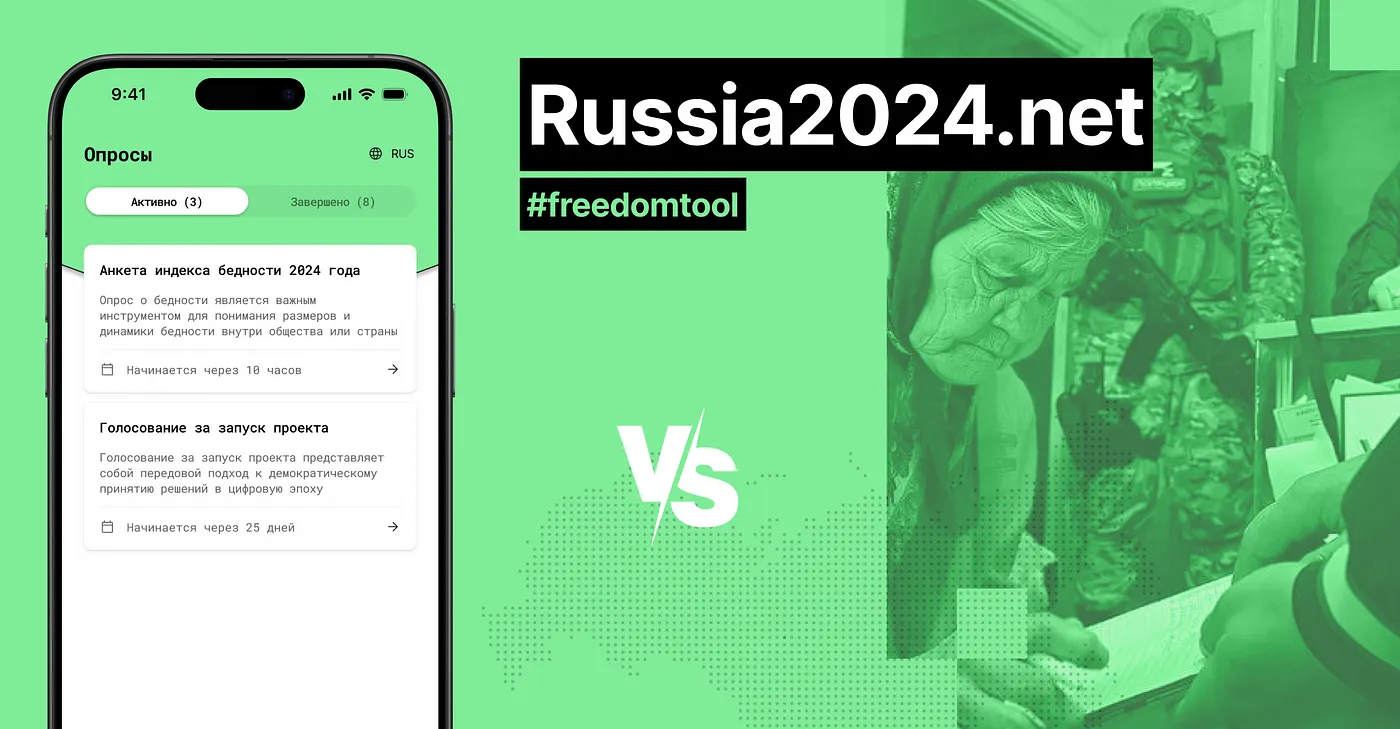 9:41
Опросы
RUS
Активно (3)
Завершено (8)
Анкета индекса бедности 2024 года
Опрос о бедности является важным
инструментом для понимания размеров и
динамики бедности внутри общества или страны
Начинается через 10 часов
Голосование за запуск проекта
Голосование за запуск проекта представляет
собой передовой подход к демократическому
принятию решений в цифровую эпоху
Начинается через 25 дней
Russia2024.net
#freedomtool
VS